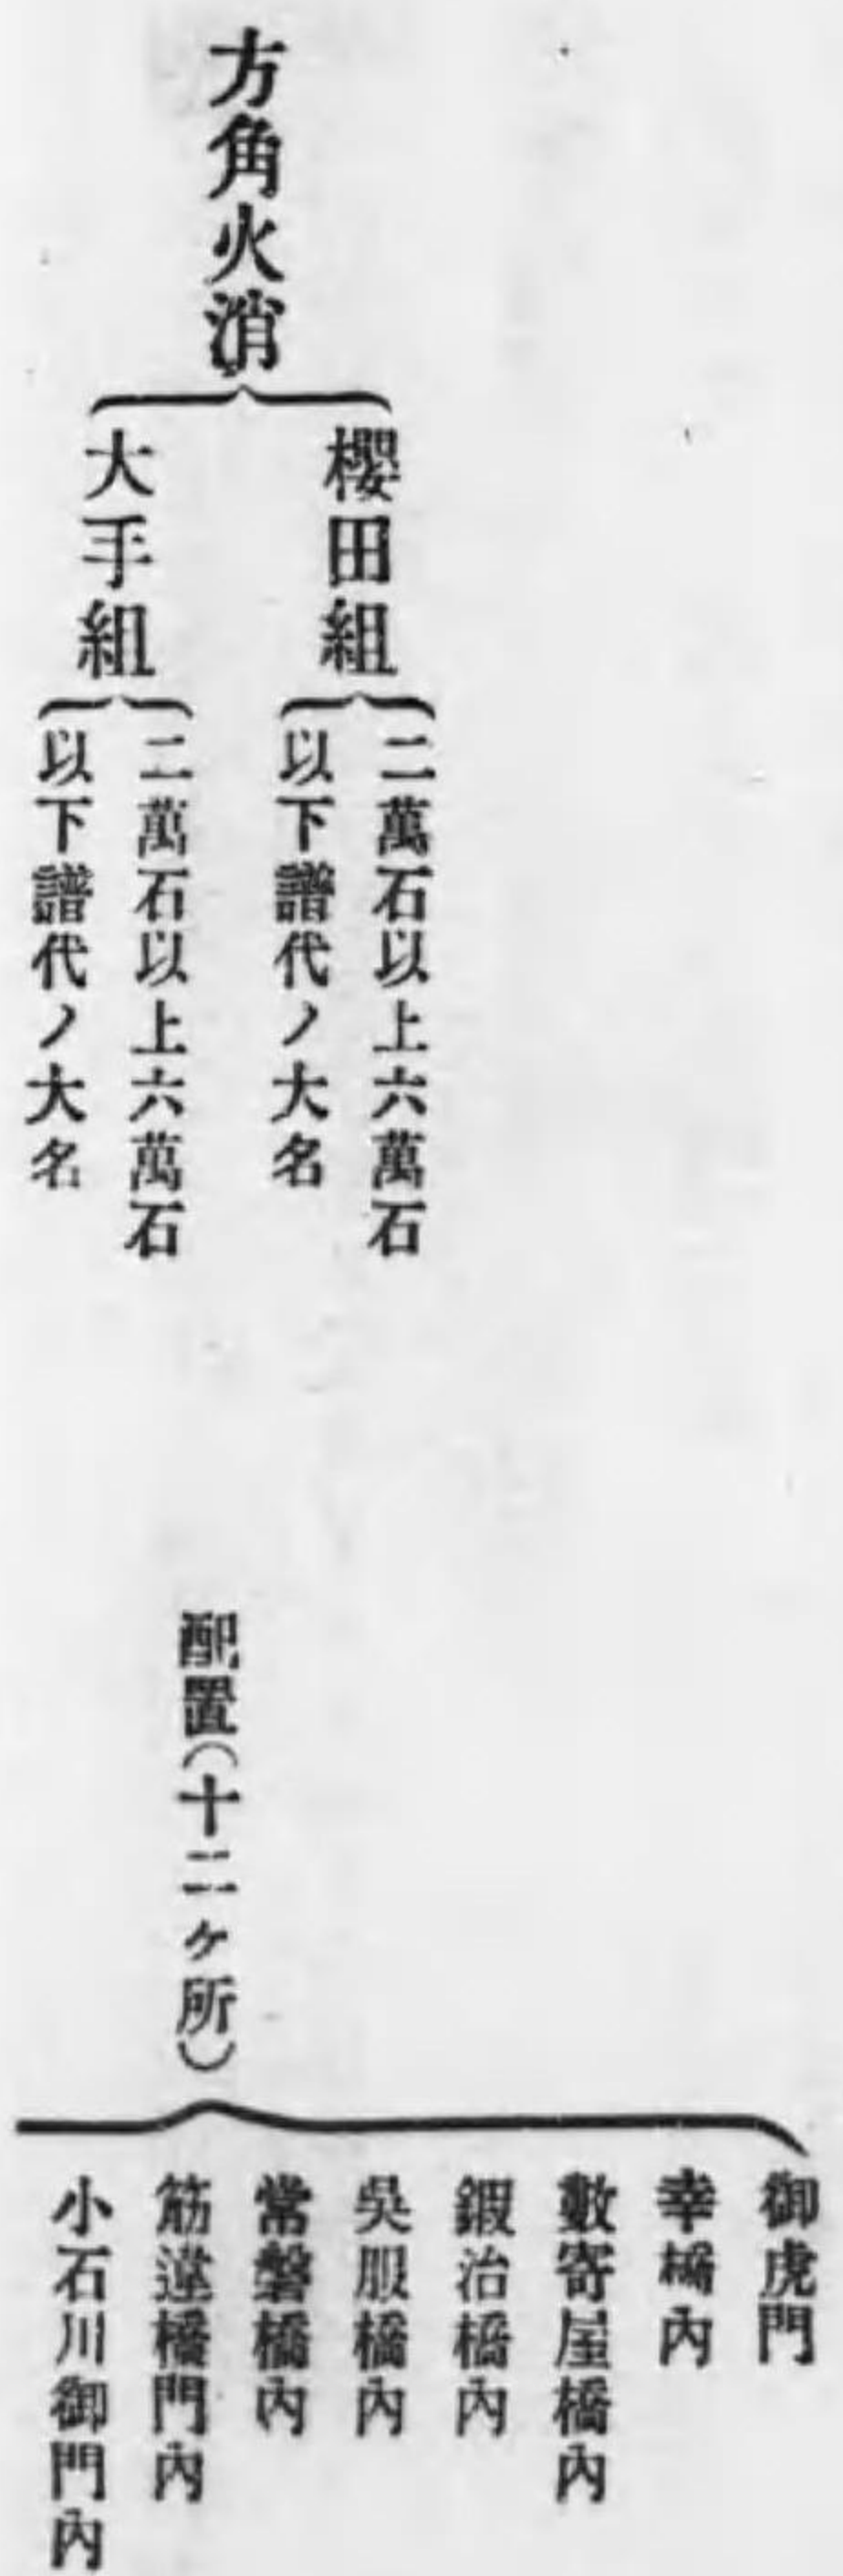 方角火消
櫻田組
二萬石以上六萬石
以下譜代ノ大名
大手組
二萬石以上六萬石
以下譜代ノ大名
配置(十二ヶ所)
御虎門
幸橋內
數寄屋橋內
鍜冶橋內
吳服橋內
常磐橋內
筋違橋門內
小石川御門內